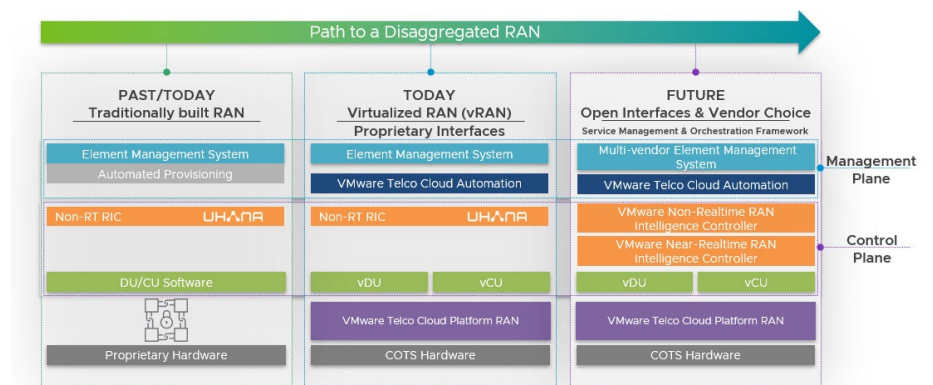 Path to a Disaggregated RAN
PAST/TODAY
Traditionally built RAN
Element Management System
Automated Provisioning
Non-RT RIC UHANA
DU/CU Software
Proprietary Hardware
TODAY
Virtualized RAN (vRAN)
Proprietary Interfaces
Element Management System
VMware Telco Cloud Automation
Non-RT RIC UHANA
vDU vCU
VMware Telco Cloud Platform RAN
COTS Hardware
FUTURE
Open Interfaces & Vendor Choice
Service Management & Orchestration Framework
Multi-vendor Element Management
System
VMware Telco Cloud Automation
VMware Non-Realtime RAN
Intelligence Controller
VMware Near-Realtime RAN
Intelligence Controller
vDU vCU
VMware Telco Cloud Platform RAN
COTS Hardware
Management
Plane
Control
Plane